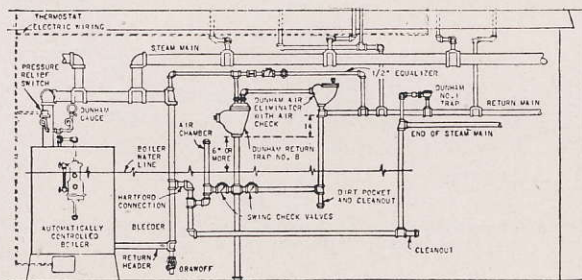 THERMOSTAT
ELECTRIC WIRING
STEAM MAIN
PRESSURE
RELIEF
SWITCH
DUNHAM
GAUGE
1/2" EQUALIZER
DUNHAM AIR
ELIMINATOR
WITH AIR
CHECK
DUNHAM
NO. 1
TRAP
RETURN MAIN
END OF STEAM MAIN
AIR
CHAMBER
6" OR
MORE
DUNHAM RETURN
TRAP NO. B
BOILER
WATER
LINE
HARTFORD
CONNECTION
DIRT POCKET
AND CLEANOUT
SWING CHECK VALVES
AUTOMATICALLY
CONTROLLED
BOILER
BLEEDER
CLEANOUT
RETURN
HEADER
DRAWOFF